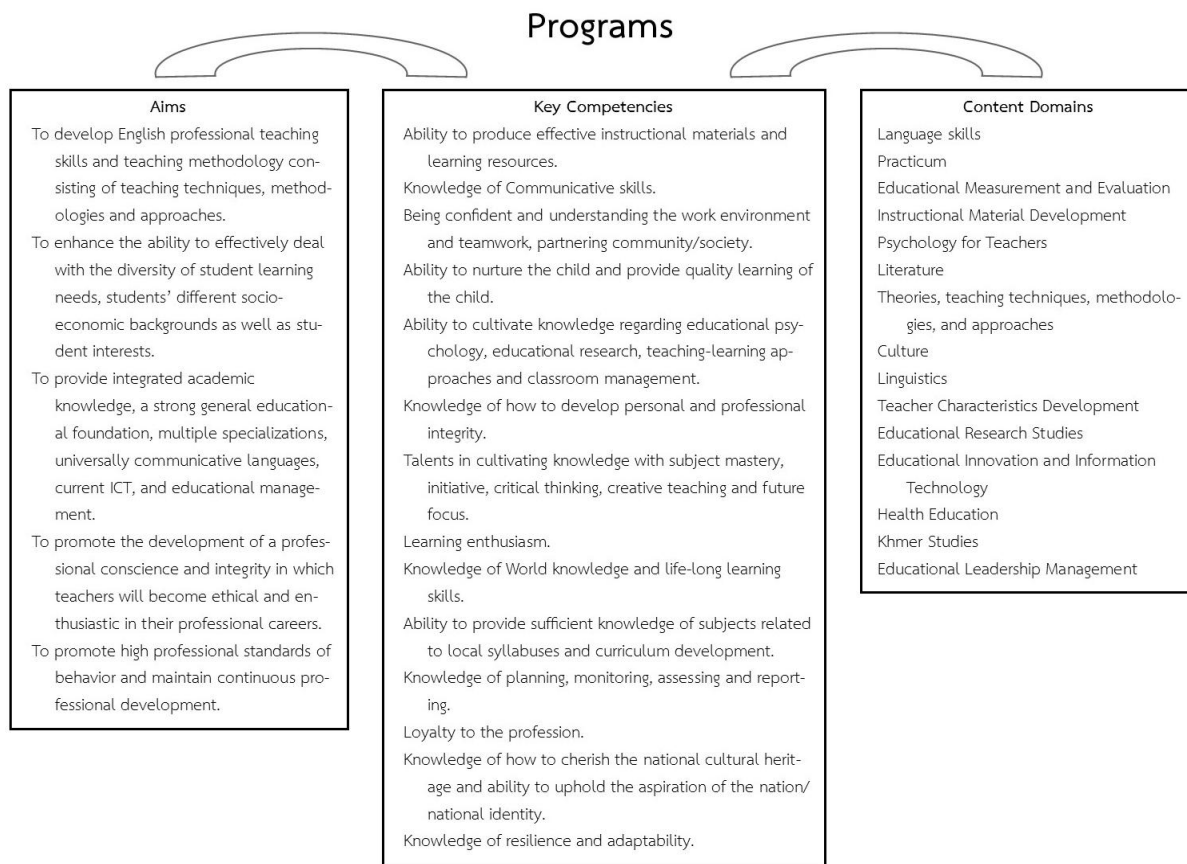 Programs
Aims
To develop English professional teaching
skills and teaching methodology con-
sisting of teaching techniques, method-
ologies and approaches.
To enhance the ability to effectively deal
with the diversity of student learning
needs, students’ different socio-
economic backgrounds as well as stu-
dent interests.
To provide integrated academic
knowledge, a strong general education-
al foundation, multiple specializations,
universally communicative languages,
current ICT, and educational manage-
ment.
To promote the development of a profes-
sional conscience and integrity in which
teachers will become ethical and en-
thusiastic in their professional careers.
To promote high professional standards of
behavior and maintain continuous pro-
fessional development.
Key Competencies
Ability to produce effective instructional materials and
learning resources.
Knowledge of Communicative skills.
Being confident and understanding the work environment
and teamwork, partnering community/society.
Ability to nurture the child and provide quality learning of
the child.
Ability to cultivate knowledge regarding educational psy-
chology, educational research, teaching-learning ap-
proaches and classroom management.
Knowledge of how to develop personal and professional
integrity.
Talents in cultivating knowledge with subject mastery,
initiative, critical thinking, creative teaching and future
focus.
Learning enthusiasm.
Knowledge of World knowledge and life-long learning
skills.
Ability to provide sufficient knowledge of subjects related
to local syllabuses and curriculum development.
Knowledge of planning, monitoring, assessing and report-
ing.
Loyalty to the profession.
Knowledge of how to cherish the national cultural herit-
age and ability to uphold the aspiration of the nation/
national identity.
Knowledge of resilience and adaptability.
Content Domains
Language skills
Practicum
Educational Measurement and Evaluation
Instructional Material Development
Psychology for Teachers
Literature
Theories, teaching techniques, methodolo-
gies, and approaches
Culture
Linguistics
Teacher Characteristics Development
Educational Research Studies
Educational Innovation and Information
Technology
Health Education
Khmer Studies
Educational Leadership Management